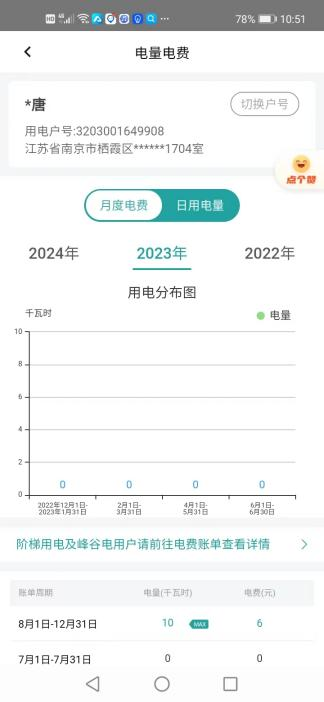 HD 78% 10:51
电量电费
*唐 切换户号
用电户号:3203001649908
江苏省南京市栖霞区******1704室
点个赞
月度电费 日用电量
2024年 2023年 2022年
用电分布图
千瓦时 电量
10
8
6
4
2
0
0 0 0 0
2022年12月1日- 2月1日- 4月1日- 6月1日-
2023年1月31日 3月31日 5月31日 6月30日
阶梯用电及峰谷电用户请前往电费账单查看详情
账单周期 电量(千瓦时) 电费(元)
8月1日-12月31日 10 MAX 6
7月1日-7月31日 0 0